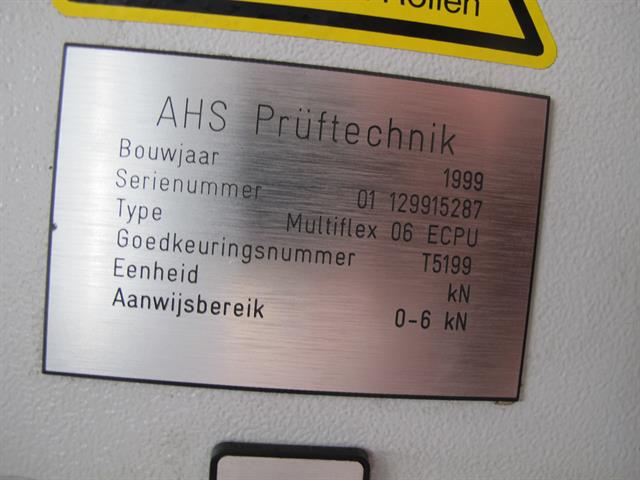 Rollen
AHS Prüftechnik
Bouwjaar 1999
Serienummer 01 129915287
Type Multiflex 06 ECPU
Goedkeuringsnummer T5199
Eenheid kN
Aanwijsbereik 0-6 kN